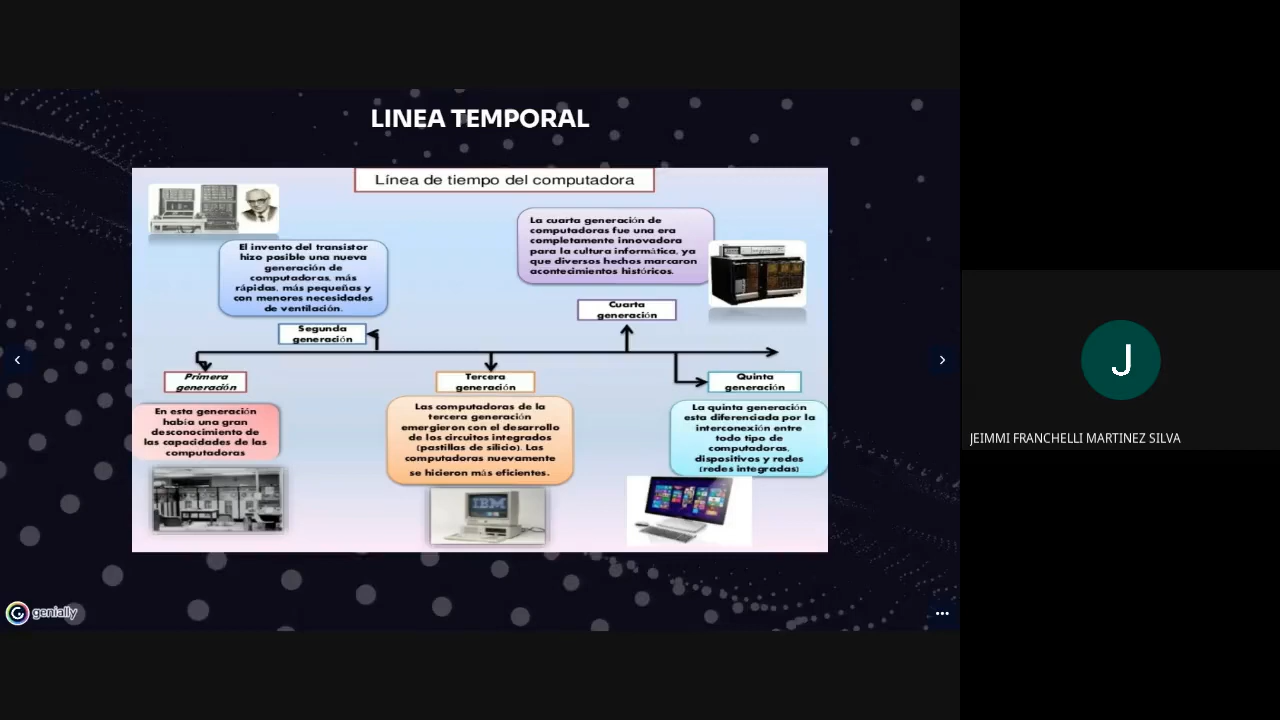 LINEA TEMPORAL
Línea de tiempo del computadora
El invento del transistor
hizo posible una nueva
generación de
computadoras, más
rápidas, más pequeñas y
con menores necesidades
de ventilación.
La cuarta generación de
computadoras fue una era
completamente innovadora
para la cultura informática, ya
que diversos hechos marcaron
acontecimientos históricos.
Segunda
generación
Cuarta
generación
Primera
generación
Tercera
generación
Quinta
generación
En esta generación
había una gran
desconocimiento de
las capacidades de las
computadoras
Las computadoras de la
tercera generación
emergieron con el desarrollo
de los circuitos integrados
(pastillas de silicio). Las
computadoras nuevamente
se hicieron más eficientes.
La quinta generación
esta diferenciada por la
interconexión entre
todo tipo de
computadoras,
dispositivos y redes
(redes integradas)
IBM
genially
J
JEIMMI FRANCHELLI MARTINEZ SILVA